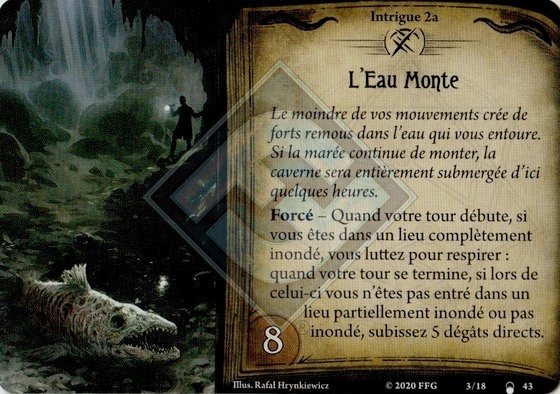 Intrigue 2a
L'Eau Monte
Le moindre de vos mouvements crée de
forts remous dans l'eau qui vous entoure.
Si la marée continue de monter, la
caverne sera entièrement submergée d'ici
quelques heures.
Forcé – Quand votre tour débute, si
vous êtes dans un lieu complètement
inondé, vous luttez pour respirer :
quand votre tour se termine, si lors de
celui-ci vous n'êtes pas entré dans un
lieu partiellement inondé ou pas
inondé, subissez 5 dégâts directs.
8
Illus. Rafał Hrynkiewicz
© 2020 FFG
3/18
43